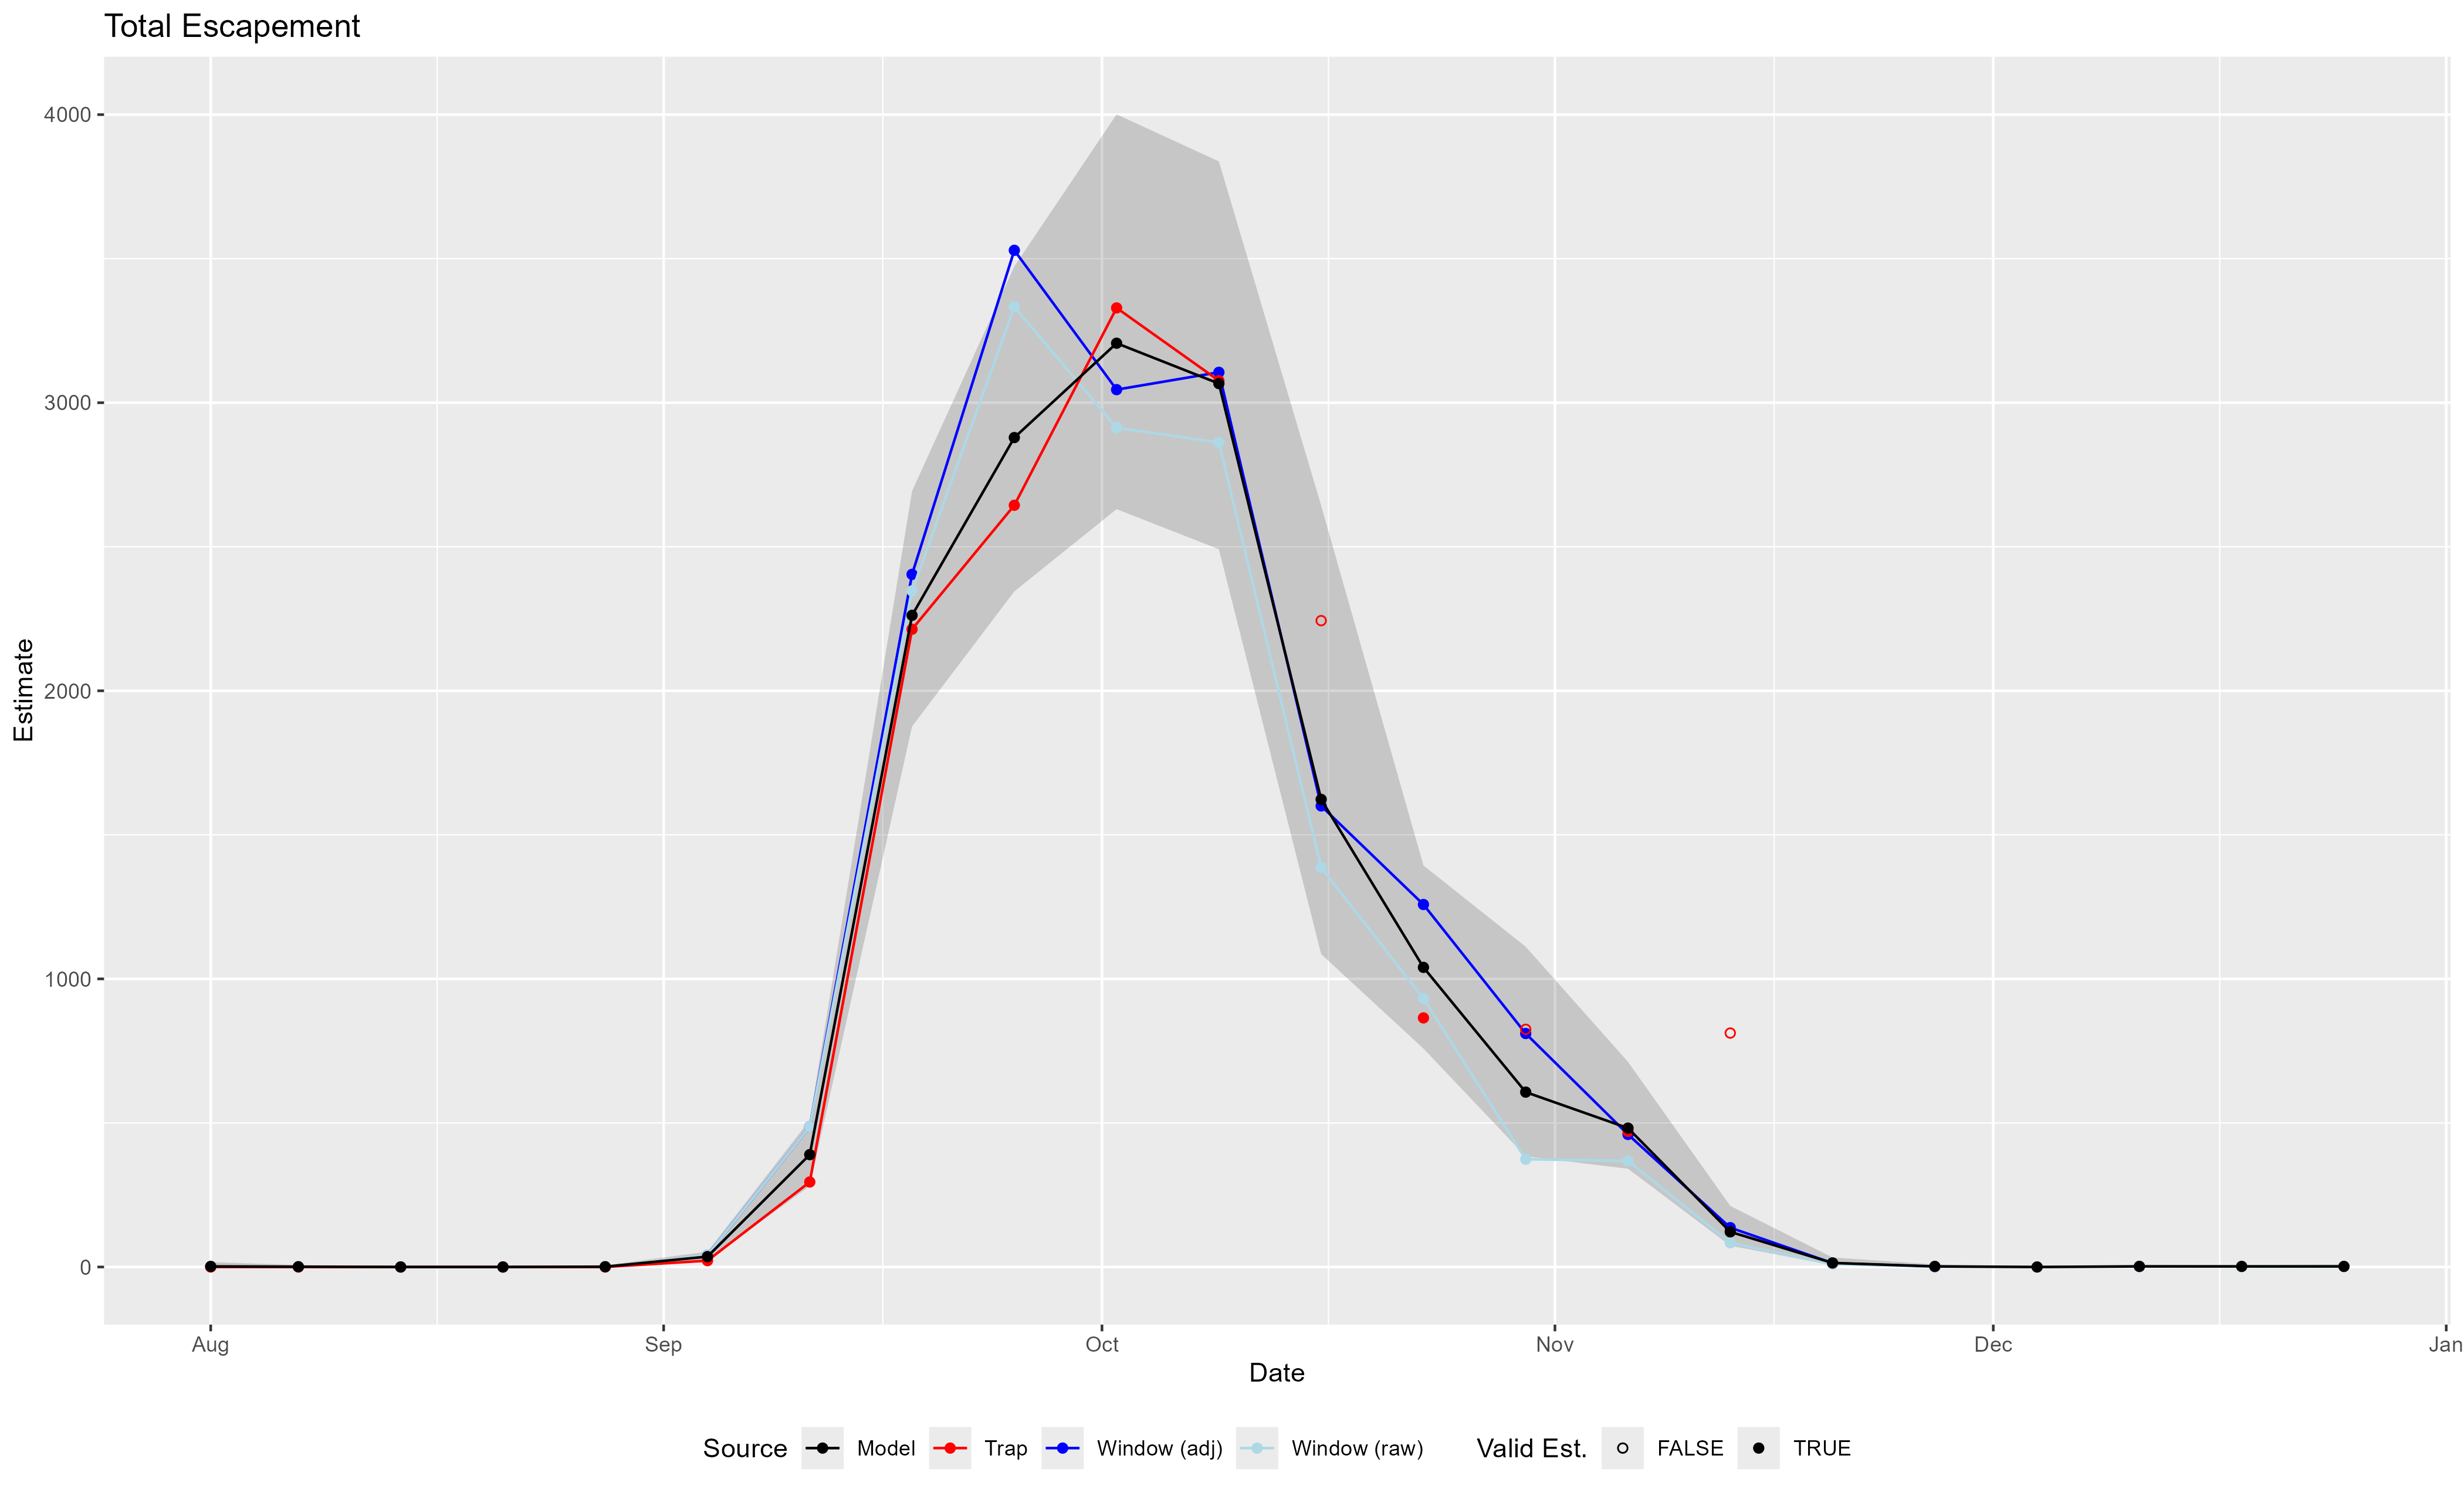 Total Escapement
4000
3000
2000
1000
0
Estimate
Aug Sep Oct Nov Dec Jan
Date
Source Model Trap Window (adj) Window (raw) Valid Est. FALSE TRUE